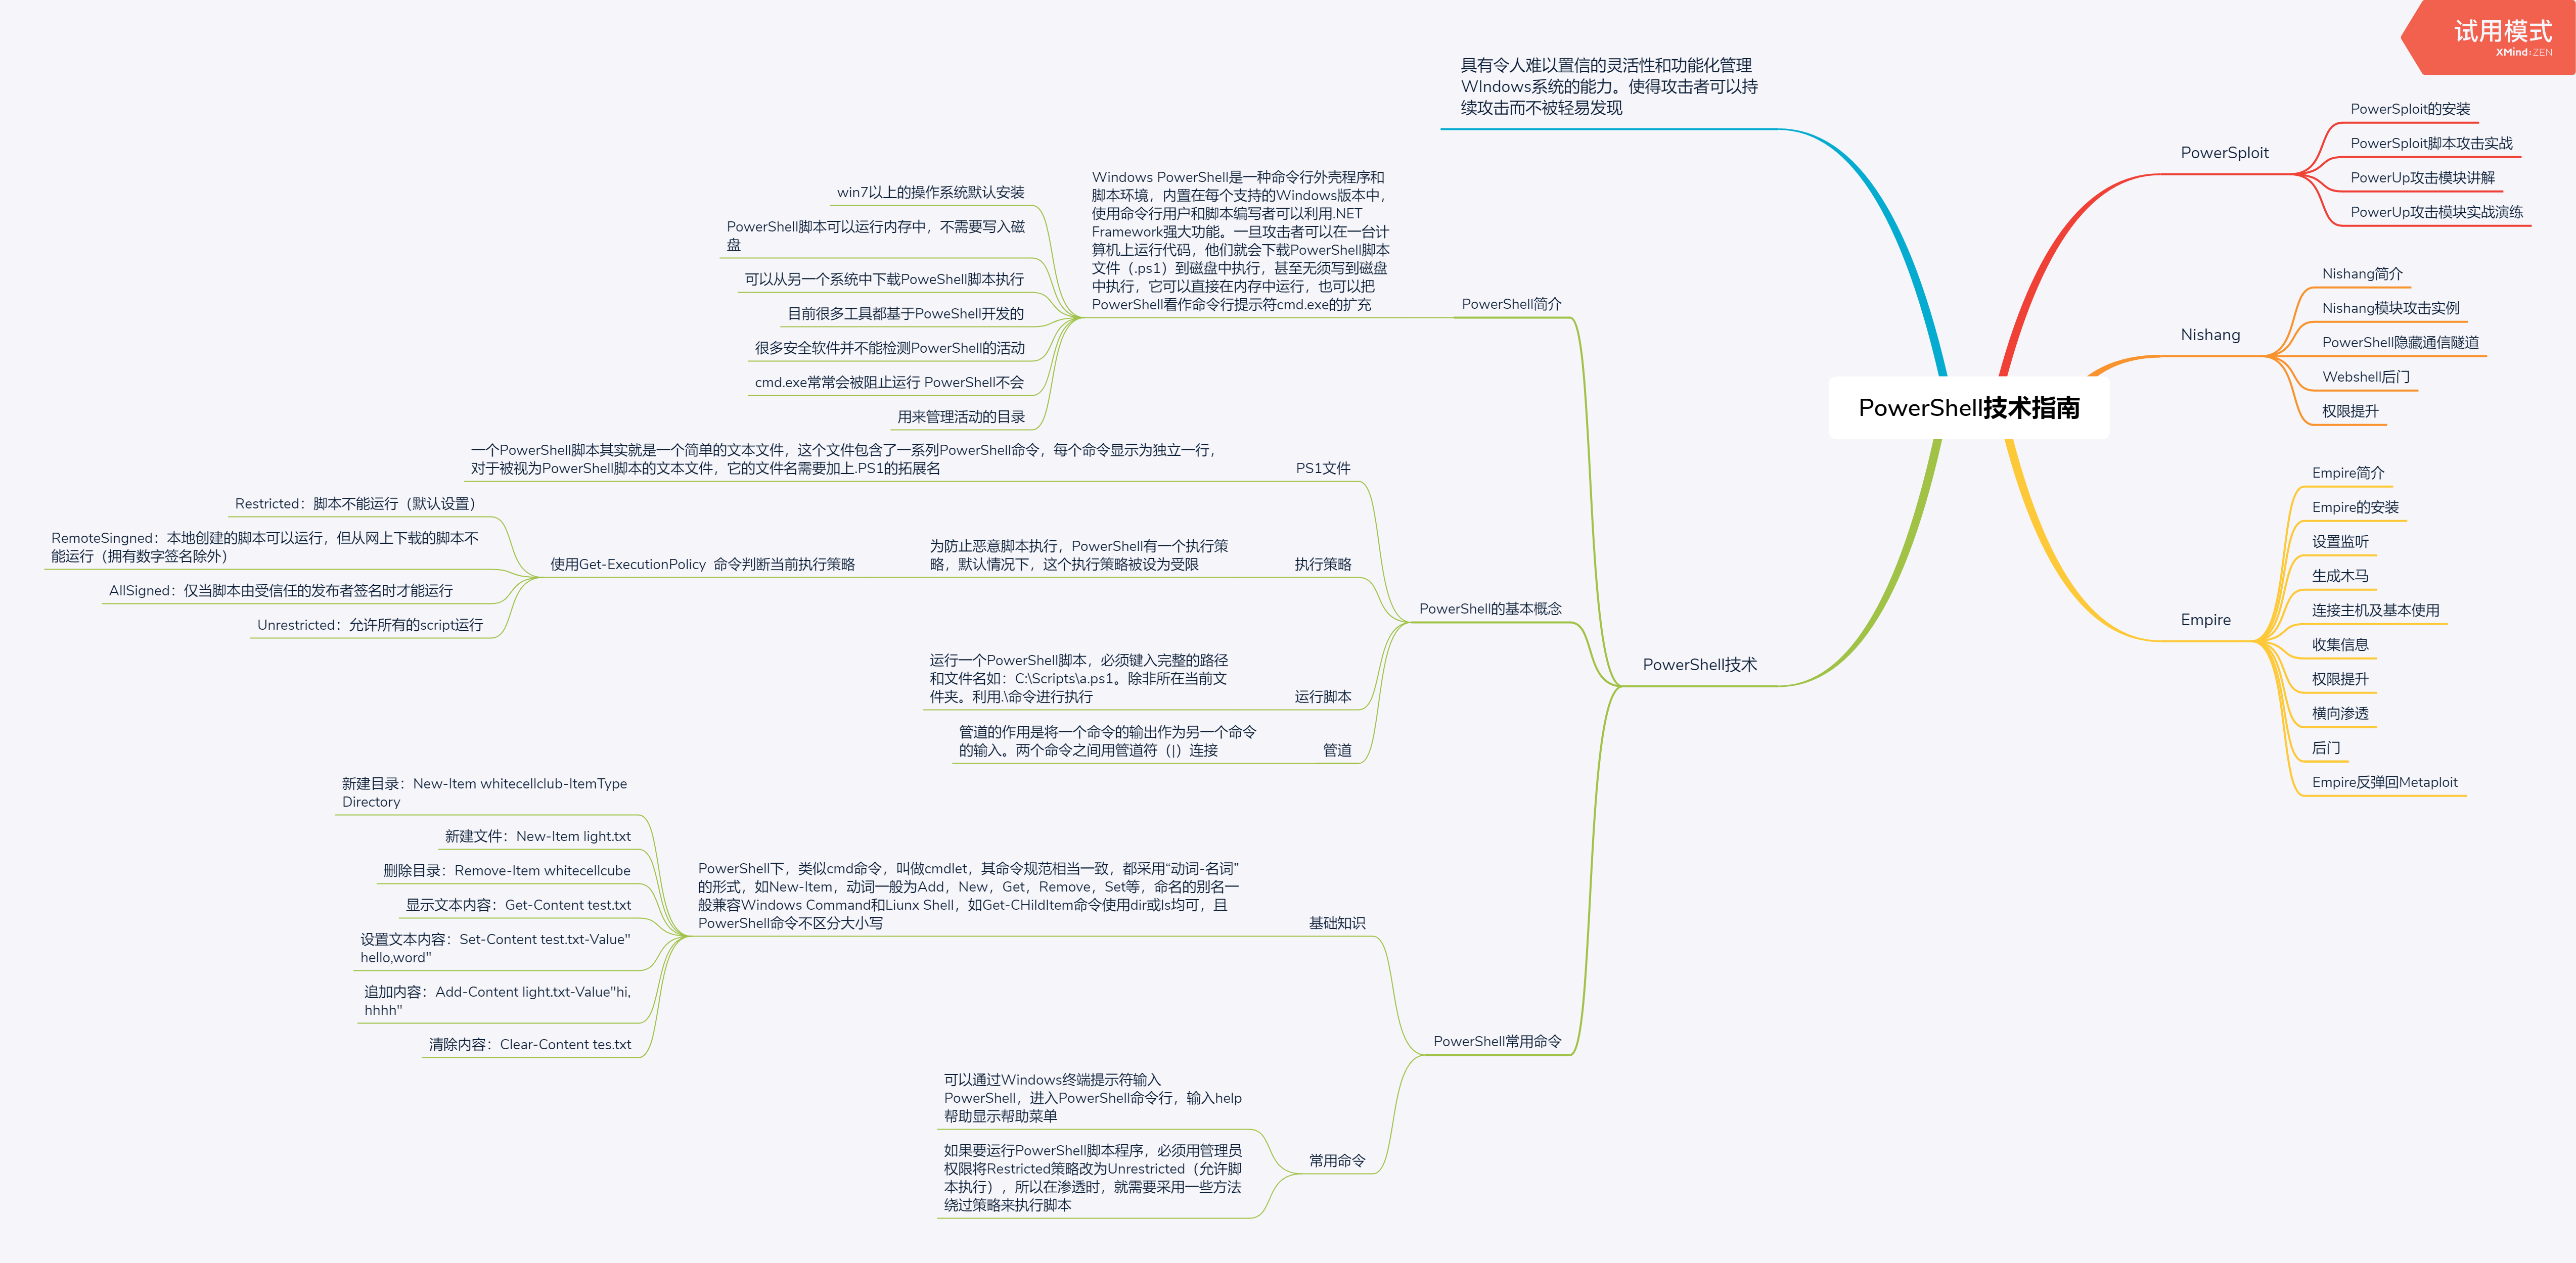 试用模式
XMind:ZEN
PowerShell技术指南
具有令人难以置信的灵活性和功能化管理
WIndows系统的能力。使得攻击者可以持
续攻击而不被轻易发现
PowerSploit
PowerSploit的安装
PowerSploit脚本攻击实战
PowerUp攻击模块讲解
PowerUp攻击模块实战演练
Nishang
Nishang简介
Nishang模块攻击实例
PowerShell隐藏通信隧道
Webshell后门
权限提升
Empire
Empire简介
Empire的安装
设置监听
生成木马
连接主机及基本使用
收集信息
权限提升
横向渗透
后门
Empire反弹回Metaploit
PowerShell技术
PowerShell简介
Windows PowerShell是一种命令行外壳程序和
脚本环境，内置在每个支持的Windows版本中，
使用命令行用户和脚本编写者可以利用.NET
Framework强大功能。一旦攻击者可以在一台计
算机上运行代码，他们就会下载PowerShell脚本
文件（.ps1）到磁盘中执行，甚至无须写到磁盘
中执行，它可以直接在内存中运行，也可以把
PowerShell看作命令行提示符cmd.exe的扩充
win7以上的操作系统默认安装
PowerShell脚本可以运行内存中，不需要写入磁
盘
可以从另一个系统中下载PoweShell脚本执行
目前很多工具都基于PoweShell开发的
很多安全软件并不能检测PowerShell的活动
cmd.exe常常会被阻止运行 PowerShell不会
用来管理活动的目录
PowerShell的基本概念
PS1文件
一个PowerShell脚本其实就是一个简单的文本文件，这个文件包含了一系列PowerShell命令，每个命令显示为独立一行，
对于被视为PowerShell脚本的文本文件，它的文件名需要加上.PS1的拓展名
执行策略
为防止恶意脚本执行，PowerShell有一个执行策
略，默认情况下，这个执行策略被设为受限
使用Get-ExecutionPolicy 命令判断当前执行策略
Restricted：脚本不能运行（默认设置）
RemoteSingned：本地创建的脚本可以运行，但从网上下载的脚本不
能运行（拥有数字签名除外）
AllSigned：仅当脚本由受信任的发布者签名时才能运行
Unrestricted：允许所有的script运行
运行脚本
运行一个PowerShell脚本，必须键入完整的路径
和文件名如：C:\Scripts\a.ps1。除非所在当前文
件夹。利用.\命令进行执行
管道
管道的作用是将一个命令的输出作为另一个命令
的输入。两个命令之间用管道符（|）连接
PowerShell常用命令
基础知识
PowerShell下，类似cmd命令，叫做cmdlet，其命令规范相当一致，都采用“动词-名词”
的形式，如New-Item，动词一般为Add，New，Get，Remove，Set等，命名的别名一
般兼容Windows Command和Liunx Shell，如Get-CHildItem命令使用dir或ls均可，且
PowerShell命令不区分大小写
新建目录：New-Item whitecellclub-ItemType
Directory
新建文件：New-Item light.txt
删除目录：Remove-Item whitecellcube
显示文本内容：Get-Content test.txt
设置文本内容：Set-Content test.txt-Value"
hello,word"
追加内容：Add-Content light.txt-Value"hi,
hhhh"
清除内容：Clear-Content tes.txt
常用命令
可以通过Windows终端提示符输入
PowerShell，进入PowerShell命令行，输入help
帮助显示帮助菜单
如果要运行PowerShell脚本程序，必须用管理员
权限将Restricted策略改为Unrestricted（允许脚
本执行），所以在渗透时，就需要采用一些方法
绕过策略来执行脚本